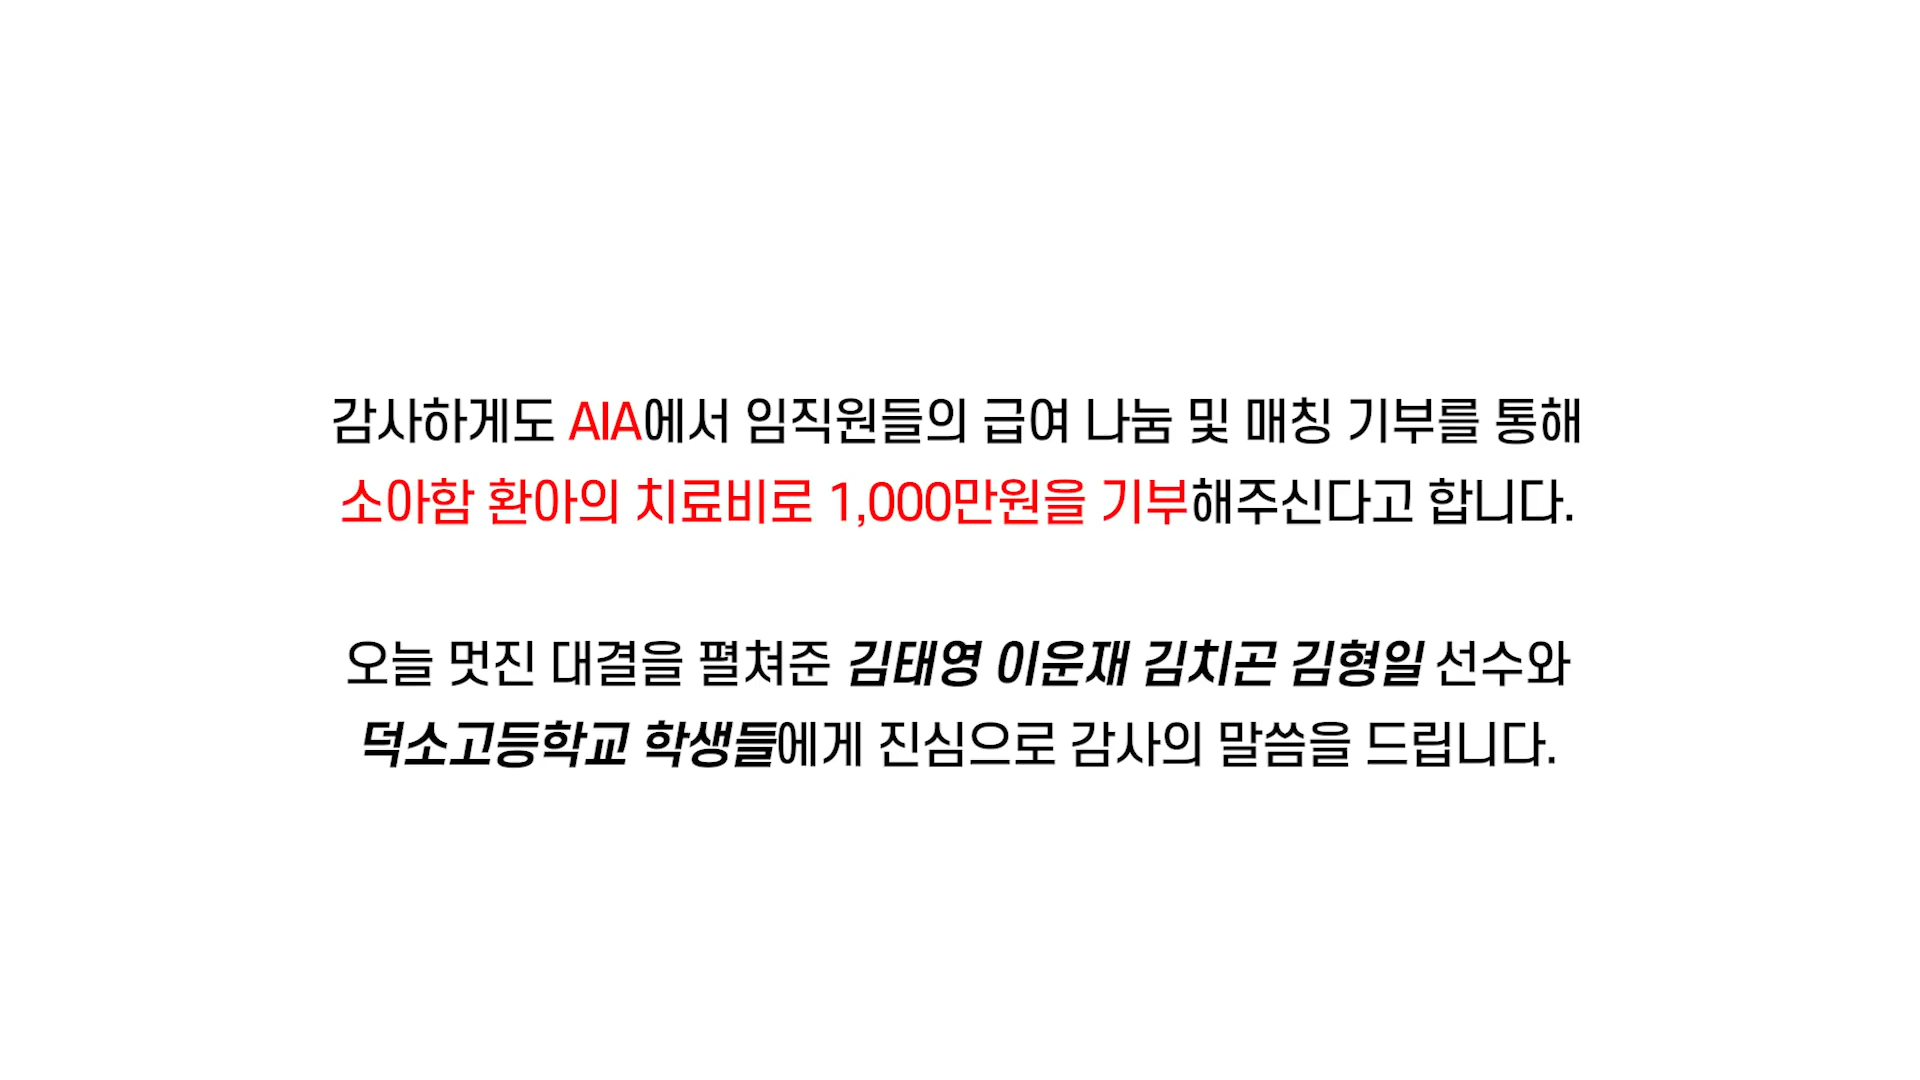 감사하게도 AIA에서 임직원들의 급여 나눔 및 매칭 기부를 통해
소아함 환아의 치료비로 1,000만원을 기부해주신다고 합니다.
오늘 멋진 대결을 펼쳐준 김태영 이운재 김치곤 김형일 선수와
덕소고등학교 학생들에게 진심으로 감사의 말씀을 드립니다.